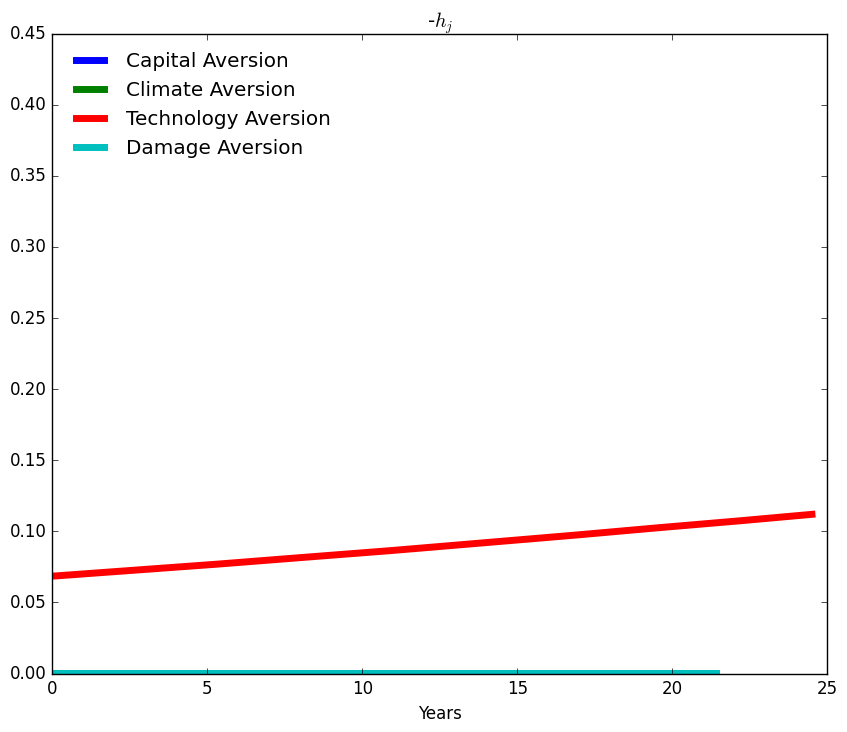 -h_j
0.45
Capital Aversion
Climate Aversion
Technology Aversion
Damage Aversion
0.40
0.35
0.30
0.25
0.20
0.15
0.10
0.05
0.00
0 5 10 15 20 25
Years